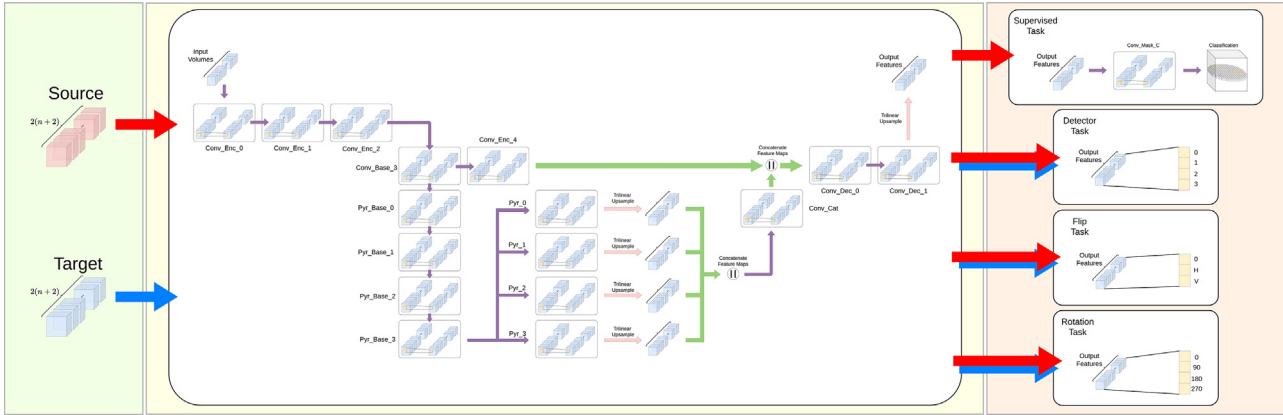 Source
2(n + 2)
Target
2(n + 2)
Input
Volumes
Conv_Enc_0
Conv_Enc_1
Conv_Enc_2
Conv_Base_3
Conv_Enc_4
Pyr_Base_0
Pyr_Base_1
Pyr_Base_2
Pyr_Base_3
Pyr_0
Trilinear
Upsample
Pyr_1
Trilinear
Upsample
Pyr_2
Trilinear
Upsample
Pyr_3
Trilinear
Upsample
Concatenate
Feature Maps
||
Conv_Cat
Concatenate
Feature Maps
||
Conv_Dec_0
Conv_Dec_1
Trilinear
Upsample
Output
Features
Supervised
Task
Output
Features
Conv_Mask_C
Classification
Detector
Task
Output
Features
0
1
2
3
Flip
Task
Output
Features
0
H
V
Rotation
Task
Output
Features
0
90
180
270